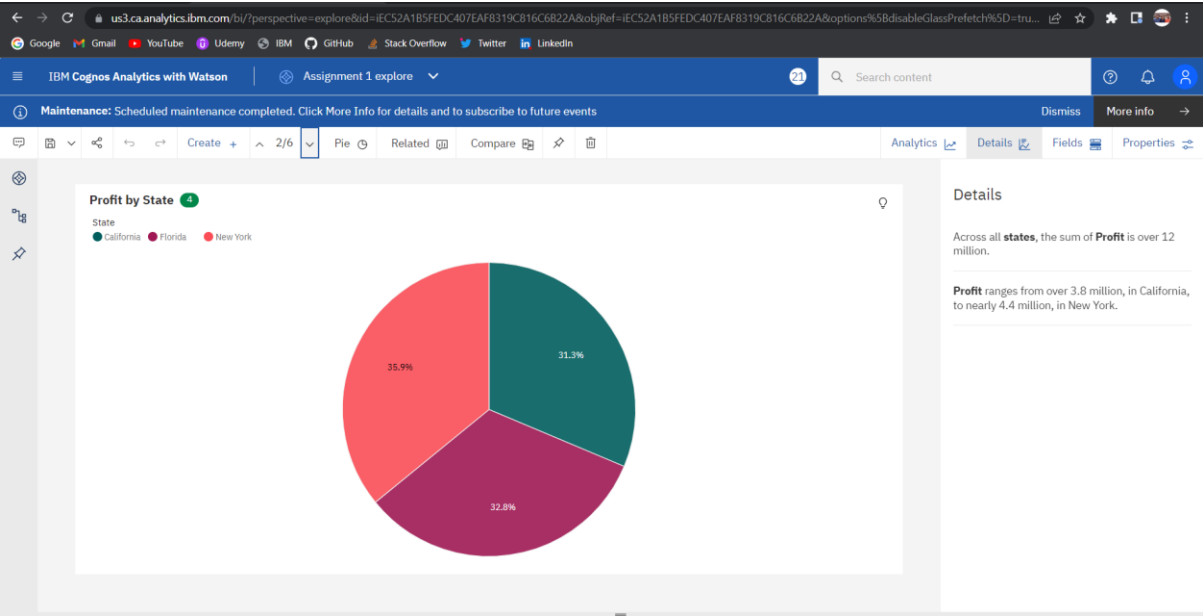 us3.ca.analytics.ibm.com/bi/?perspective=explore&id=iEC52A1B5FEDC407EAF8319C816C6B22A&objRef=iEC52A1B5FEDC407EAF8319C816C6B22A&options%5BdisableGlassPrefetch%5D=tru...
Google Gmail YouTube Udemy IBM GitHub Stack Overflow Twitter LinkedIn
IBM Cognos Analytics with Watson Assignment 1 explore 21 Search content
Maintenance: Scheduled maintenance completed. Click More Info for details and to subscribe to future events Dismiss More info
Create + 2/6 Pie Related Compare Analytics Details Fields Properties
Profit by State 4
State
California Florida New York
31.3%
35.9%
32.8%
Details
Across all states, the sum of Profit is over 12
million.
Profit ranges from over 3.8 million, in California,
to nearly 4.4 million, in New York.